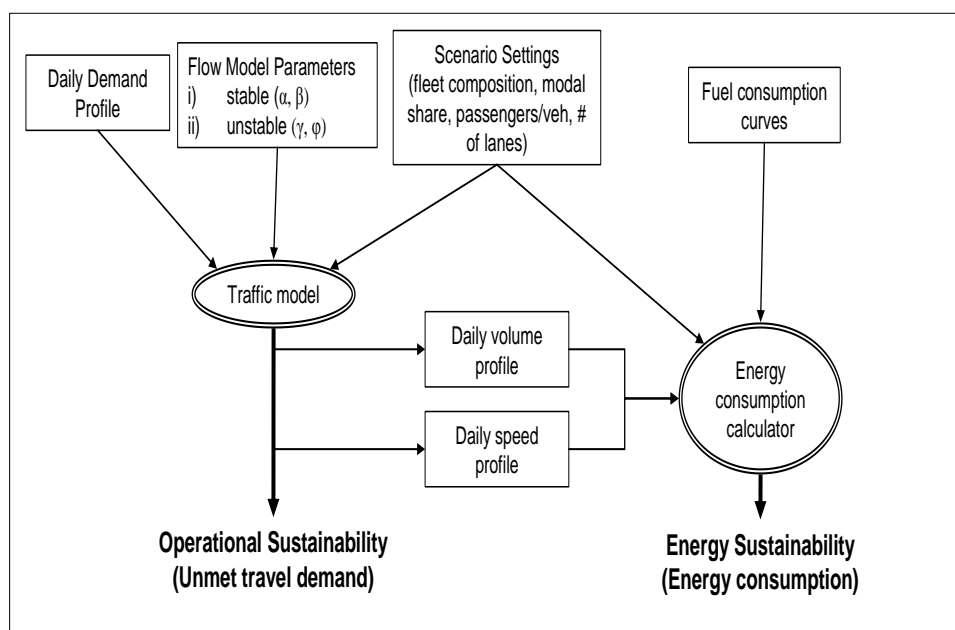 Daily Demand
Profile
Flow Model Parameters
i) stable (α, β)
ii) unstable (γ, φ)
Scenario Settings
(fleet composition, modal
share, passengers/veh, #
of lanes)
Fuel consumption
curves
Traffic model
Daily volume
profile
Daily speed
profile
Energy
consumption
calculator
Operational Sustainability
(Unmet travel demand)
Energy Sustainability
(Energy consumption)